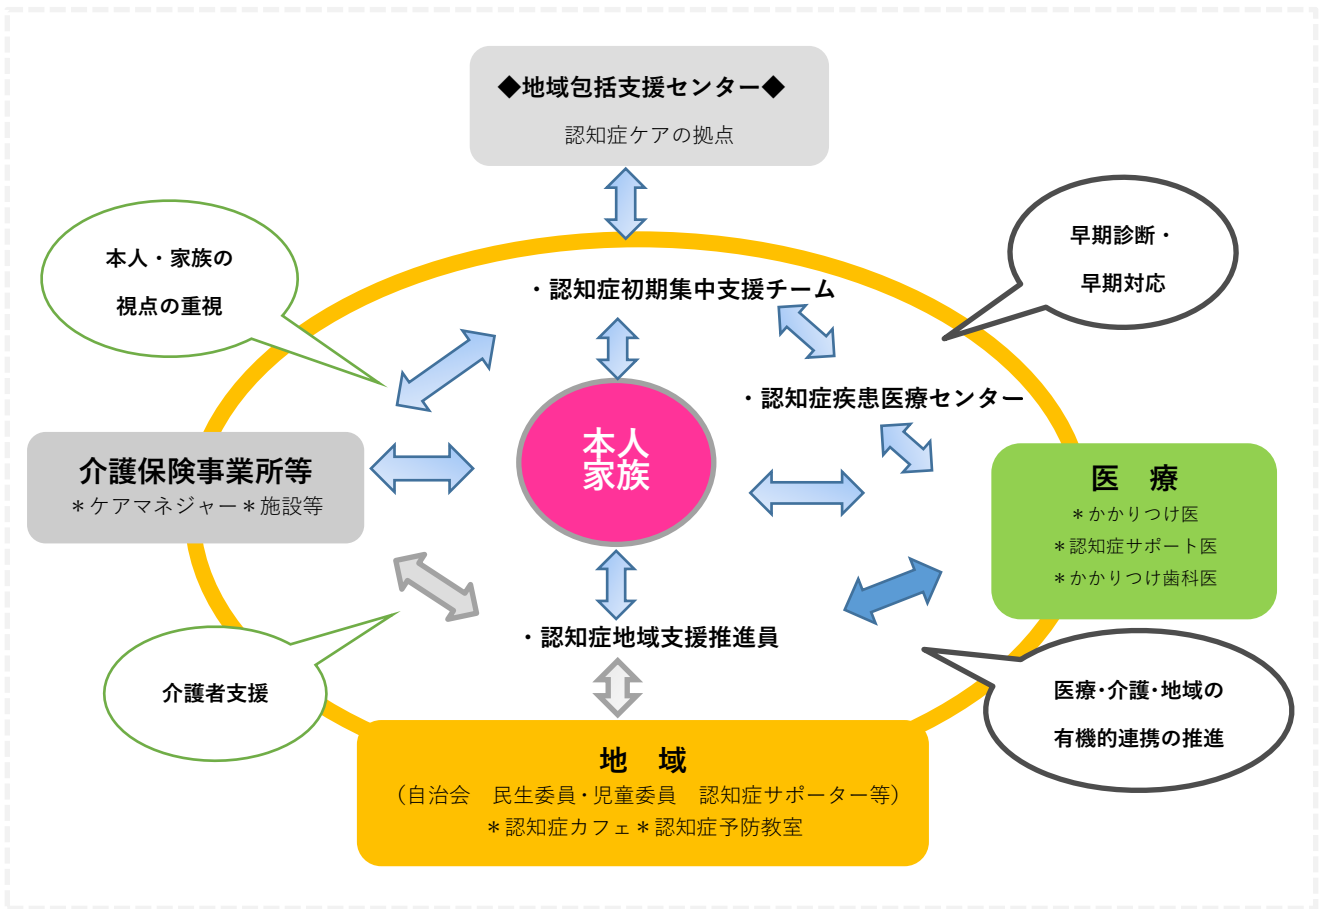 ◆地域包括支援センター◆
認知症ケアの拠点
本人・家族の
視点の重視
早期診断・
早期対応
・認知症初期集中支援チーム
・認知症疾患医療センター
本人
家族
介護保険事業所等
＊ケアマネジャー＊施設等
医　療
＊かかりつけ医
＊認知症サポート医
＊かかりつけ歯科医
・認知症地域支援推進員
介護者支援
医療・介護・地域の
有機的連携の推進
地　域
（自治会　民生委員・児童委員　認知症サポーター等）
＊認知症カフェ＊認知症予防教室